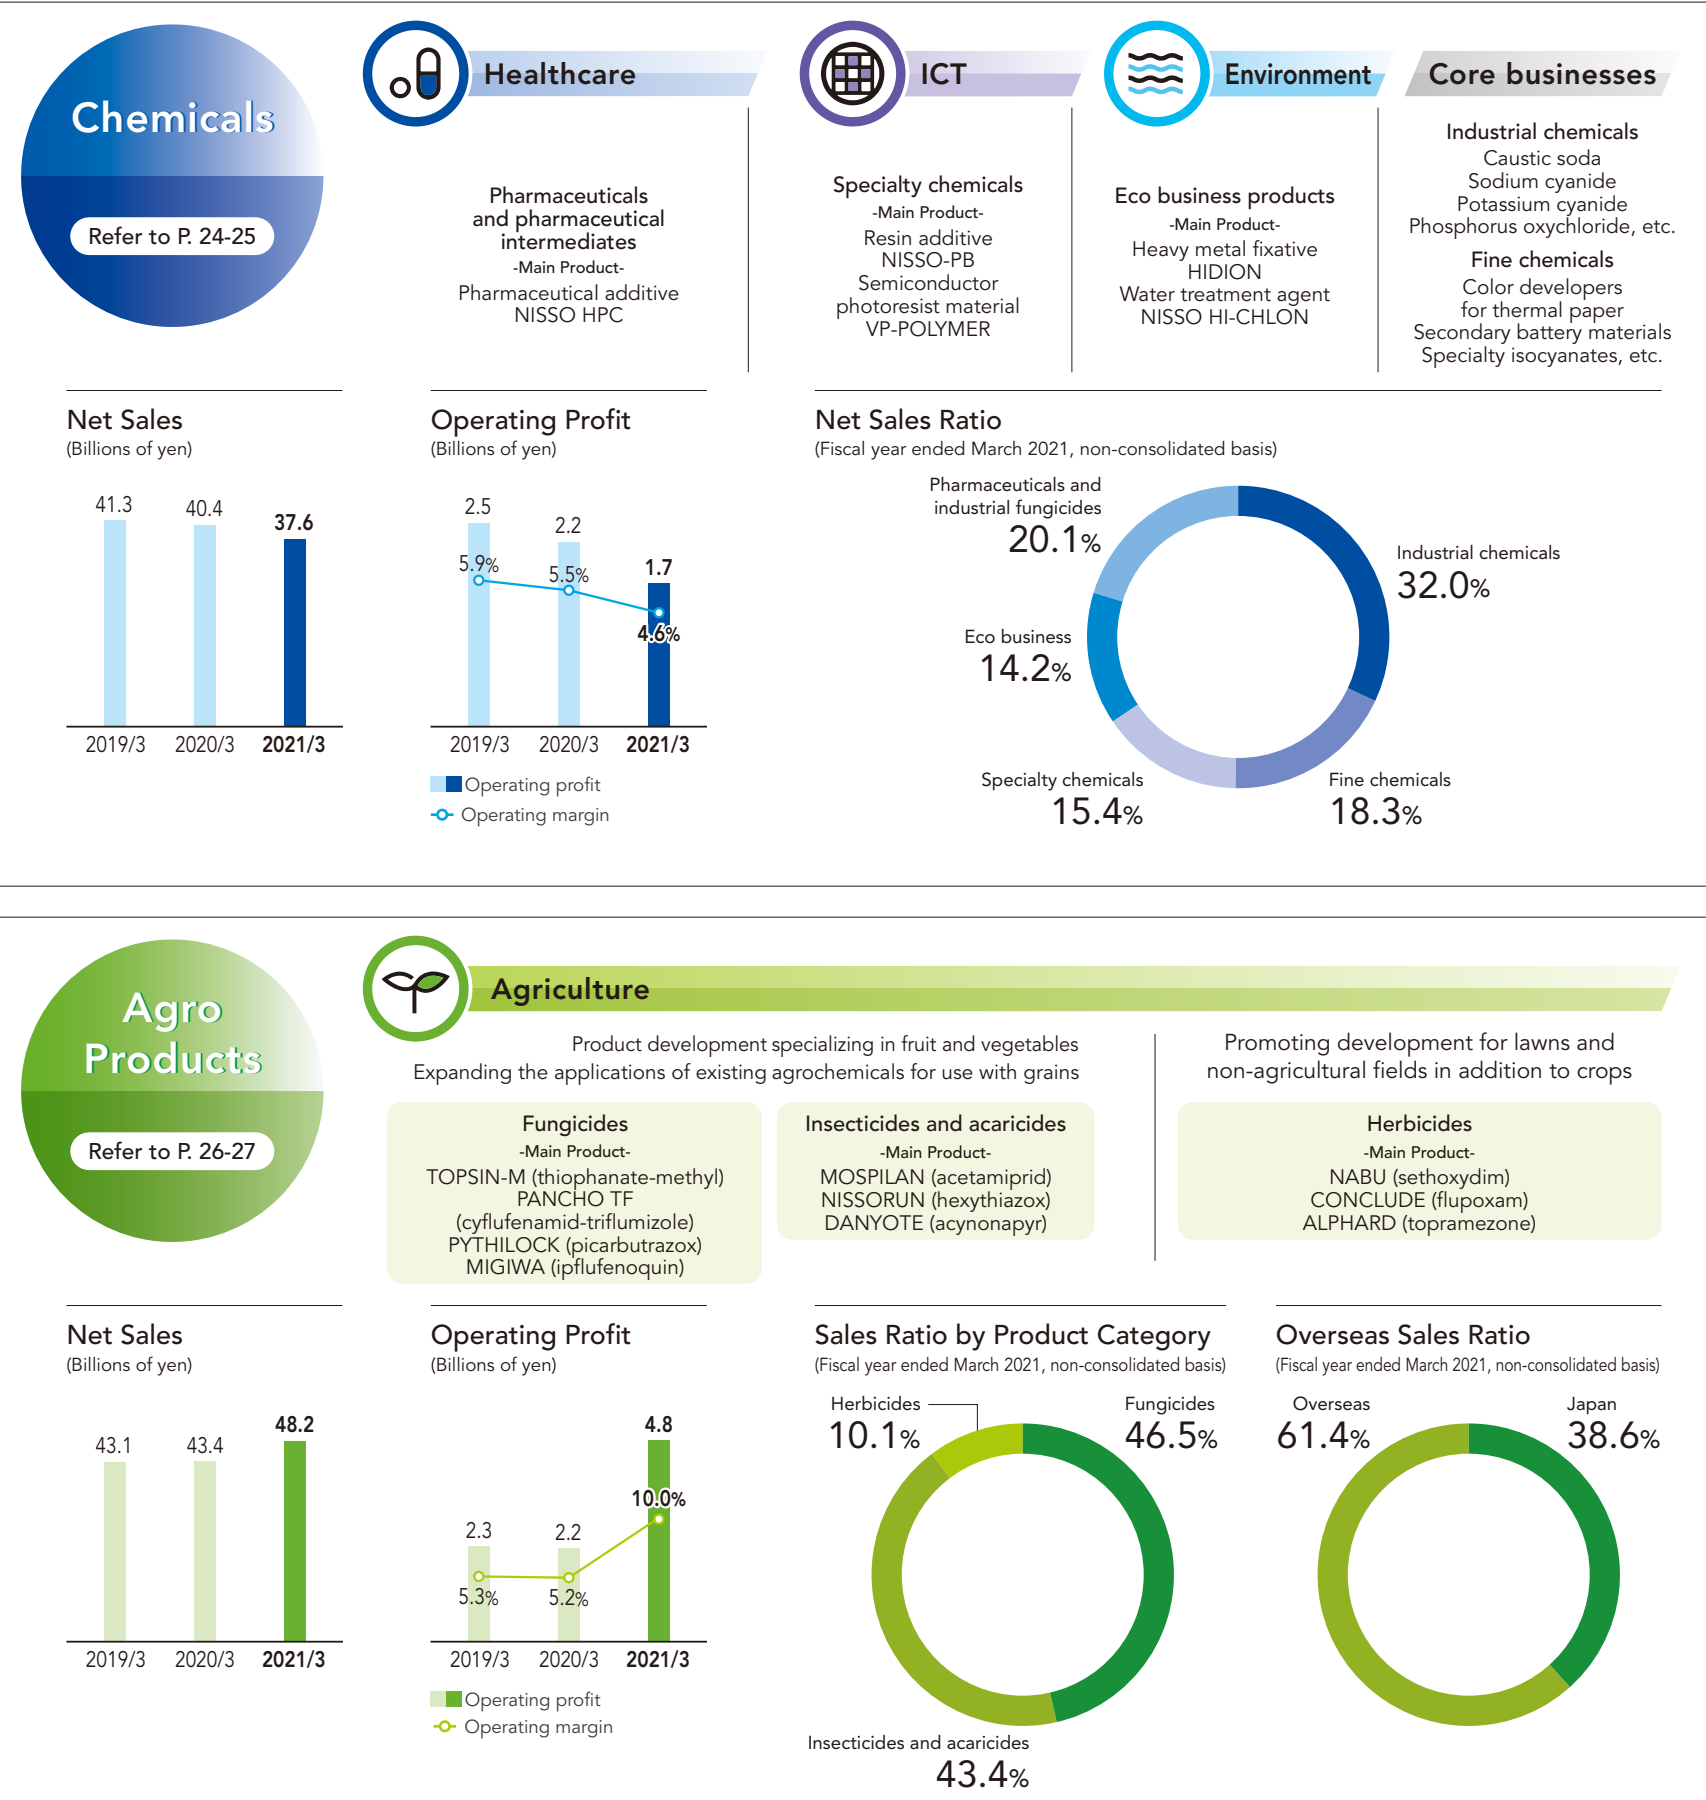 Chemicals
Refer to P. 24-25
Healthcare
Pharmaceuticals
and pharmaceutical
intermediates
-Main Product-
Pharmaceutical additive
NISSO HPC
ICT
Specialty chemicals
-Main Product-
Resin additive
NISSO-PB
Semiconductor
photoresist material
VP-POLYMER
Environment
Eco business products
-Main Product-
Heavy metal fixative
HIDION
Water treatment agent
NISSO HI-CHLON
Core businesses
Industrial chemicals
Caustic soda
Sodium cyanide
Potassium cyanide
Phosphorus oxychloride, etc.
Fine chemicals
Color developers
for thermal paper
Secondary battery materials
Specialty isocyanates, etc.
Net Sales
(Billions of yen)
41.3
40.4
37.6
2019/3
2020/3
2021/3
Operating Profit
(Billions of yen)
2.5
2.2
1.7
5.9%
5.5%
4.6%
2019/3
2020/3
2021/3
Operating profit
Operating margin
Net Sales Ratio
(Fiscal year ended March 2021, non-consolidated basis)
Pharmaceuticals and
industrial fungicides
20.1%
Industrial chemicals
32.0%
Eco business
14.2%
Specialty chemicals
15.4%
Fine chemicals
18.3%
Agro
Products
Refer to P. 26-27
Agriculture
Product development specializing in fruit and vegetables
Expanding the applications of existing agrochemicals for use with grains
Fungicides
-Main Product-
TOPSIN-M (thiophanate-methyl)
PANCHO TF
(cyflufenamid-triflumizole)
PYTHILOCK (picarbutrazox)
MIGIWA (ipflufenoquin)
Insecticides and acaricides
-Main Product-
MOSPILAN (acetamiprid)
NISSORUN (hexythiazox)
DANYOTE (acynonapyr)
Promoting development for lawns and
non-agricultural fields in addition to crops
Herbicides
-Main Product-
NABU (sethoxydim)
CONCLUDE (flupoxam)
ALPHARD (topramezone)
Net Sales
(Billions of yen)
43.1
43.4
48.2
2019/3
2020/3
2021/3
Operating Profit
(Billions of yen)
2.3
2.2
4.8
5.3%
5.2%
10.0%
2019/3
2020/3
2021/3
Operating profit
Operating margin
Sales Ratio by Product Category
(Fiscal year ended March 2021, non-consolidated basis)
Herbicides
10.1%
Fungicides
46.5%
Insecticides and acaricides
43.4%
Overseas Sales Ratio
(Fiscal year ended March 2021, non-consolidated basis)
Overseas
61.4%
Japan
38.6%